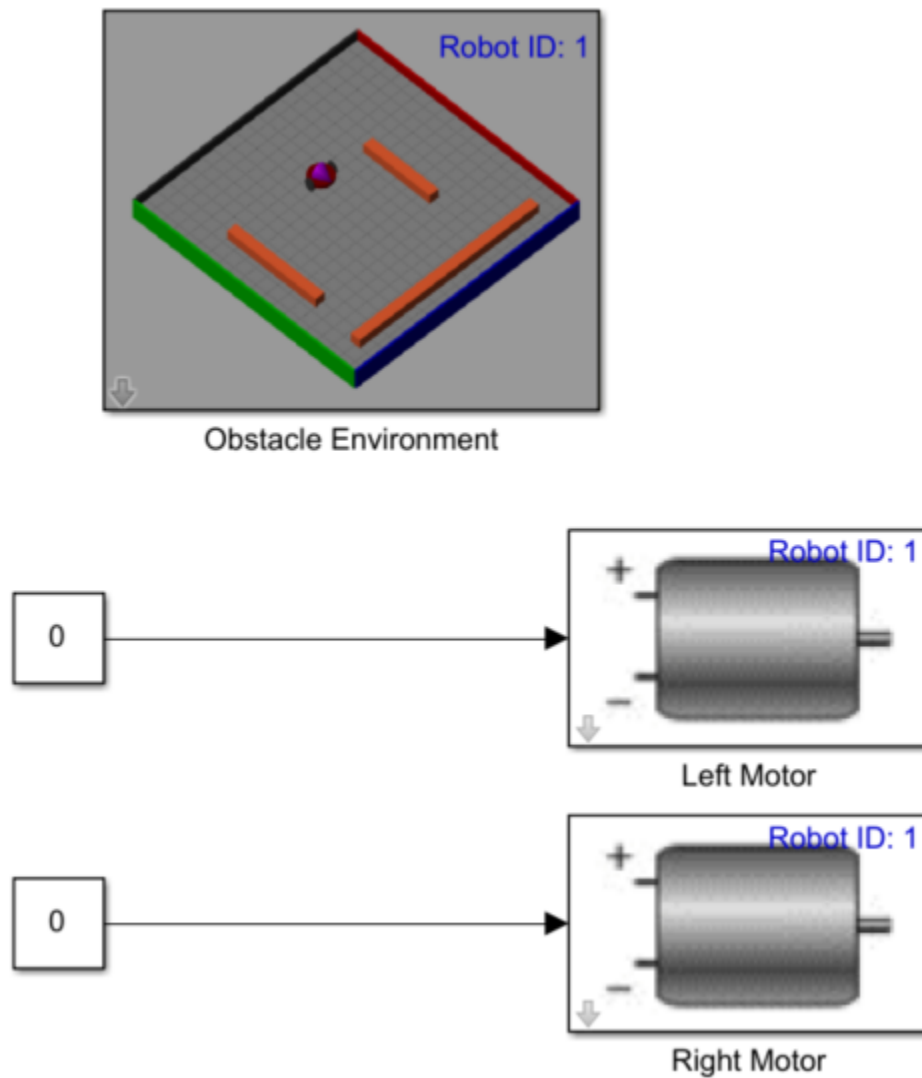 Robot ID: 1
Obstacle Environment
0
Robot ID: 1
+
−
Left Motor
0
Robot ID: 1
+
−
Right Motor